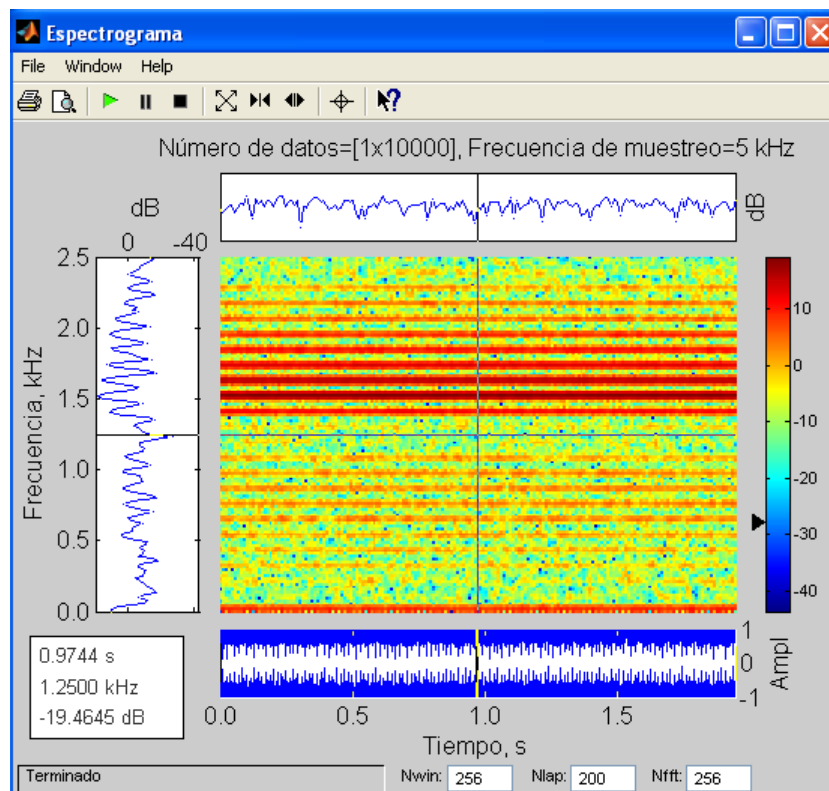 Espectrograma
File Window Help
Número de datos=[1x10000], Frecuencia de muestreo=5 kHz
dB
0 -40
dB
2.5
2.0
1.5
1.0
0.5
0.0
Frecuencia, kHz
10
0
-10
-20
-30
-40
0.9744 s
1.2500 kHz
-19.4645 dB
1
0
-1
Ampl
0.0 0.5 1.0 1.5
Tiempo, s
Terminado
Nwin: 256 Nlap: 200 Nfft: 256